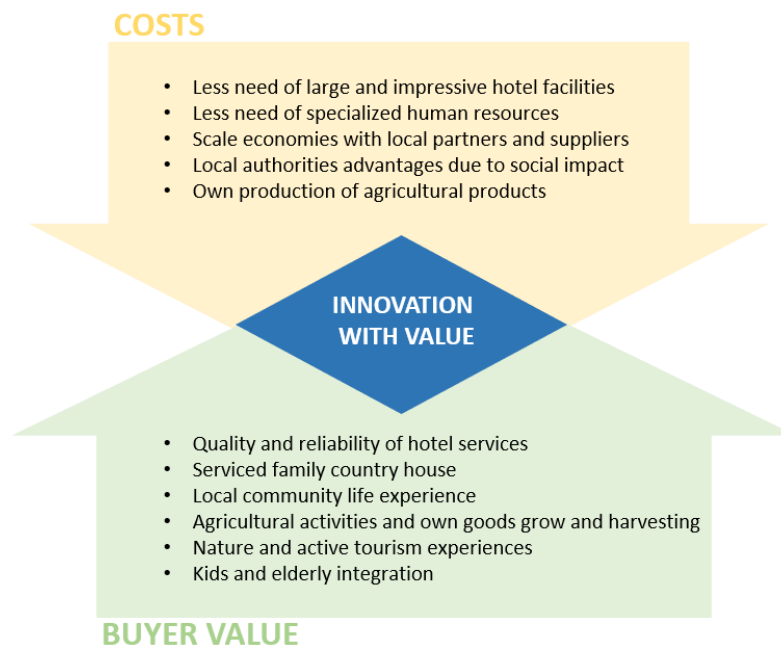 COSTS
• Less need of large and impressive hotel facilities
• Less need of specialized human resources
• Scale economies with local partners and suppliers
• Local authorities advantages due to social impact
• Own production of agricultural products
INNOVATION
WITH VALUE
• Quality and reliability of hotel services
• Serviced family country house
• Local community life experience
• Agricultural activities and own goods grow and harvesting
• Nature and active tourism experiences
• Kids and elderly integration
BUYER VALUE